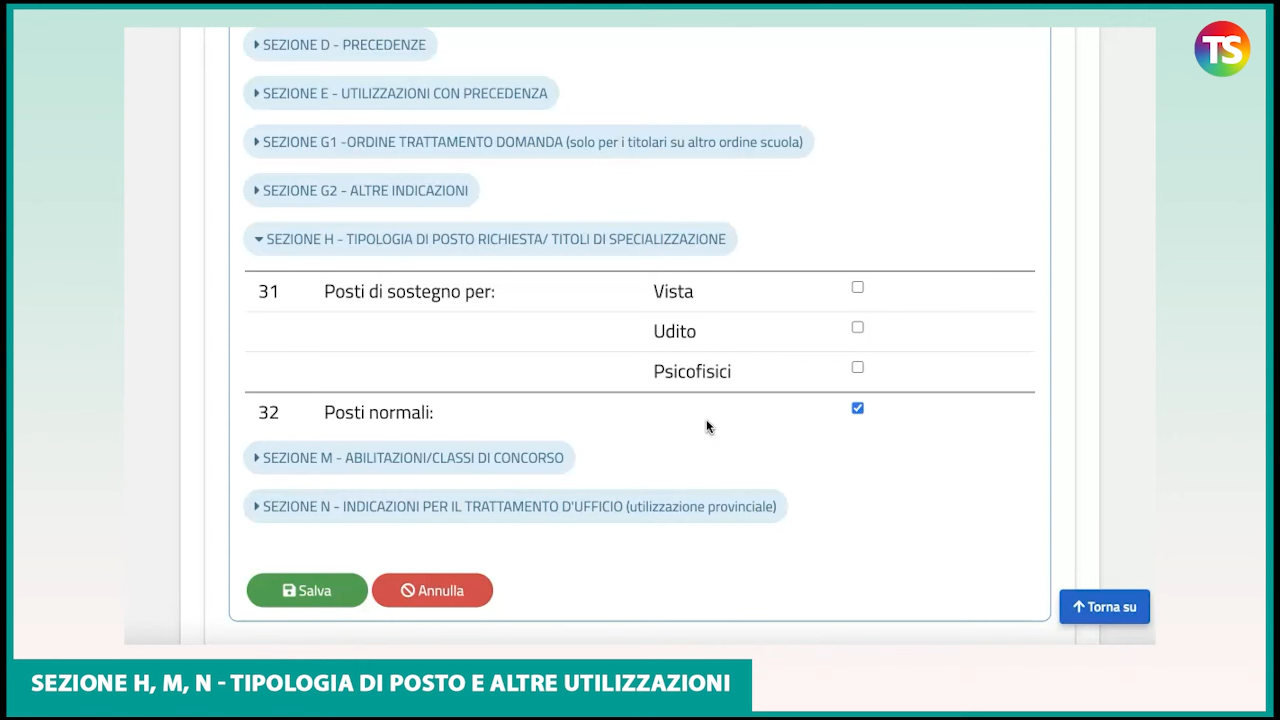 TS
SEZIONE D - PRECEDENZE
SEZIONE E - UTILIZZAZIONI CON PRECEDENZA
SEZIONE G1 -ORDINE TRATTAMENTO DOMANDA (solo per i titolari su altro ordine scuola)
SEZIONE G2 - ALTRE INDICAZIONI
SEZIONE H - TIPOLOGIA DI POSTO RICHIESTA/ TITOLI DI SPECIALIZZAZIONE
31 Posti di sostegno per: Vista
Udito
Psicofisici
32 Posti normali:
SEZIONE M - ABILITAZIONI/CLASSI DI CONCORSO
SEZIONE N - INDICAZIONI PER IL TRATTAMENTO D'UFFICIO (utilizzazione provinciale)
Salva Annulla
Torna su
SEZIONE H, M, N - TIPOLOGIA DI POSTO E ALTRE UTILIZZAZIONI